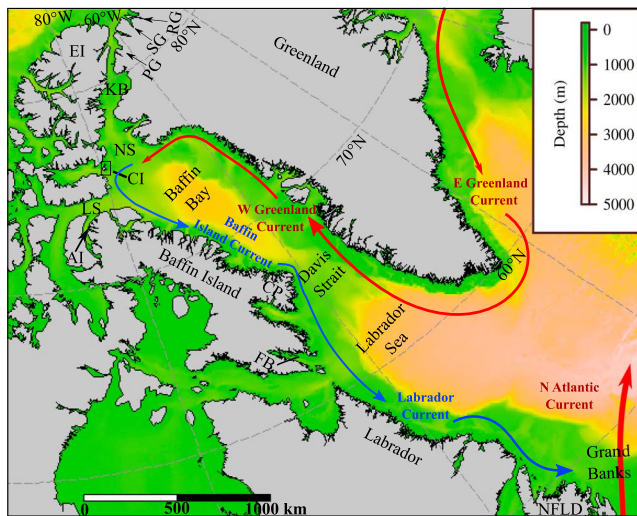 80°W
60°W
RG
SG
80°N
PG
EI
KB
Greenland
NS
CI
LS
AI
Baffin
Bay
Baffin
Island Current
W Greenland
Current
70°N
E Greenland
Current
60°N
Davis
Strait
Baffin Island
CP
FB
Labrador
Sea
Labrador
Current
Labrador
N Atlantic
Current
Grand
Banks
NFLD
0
500
1000 km
0
1000
2000
3000
4000
5000
Depth (m)